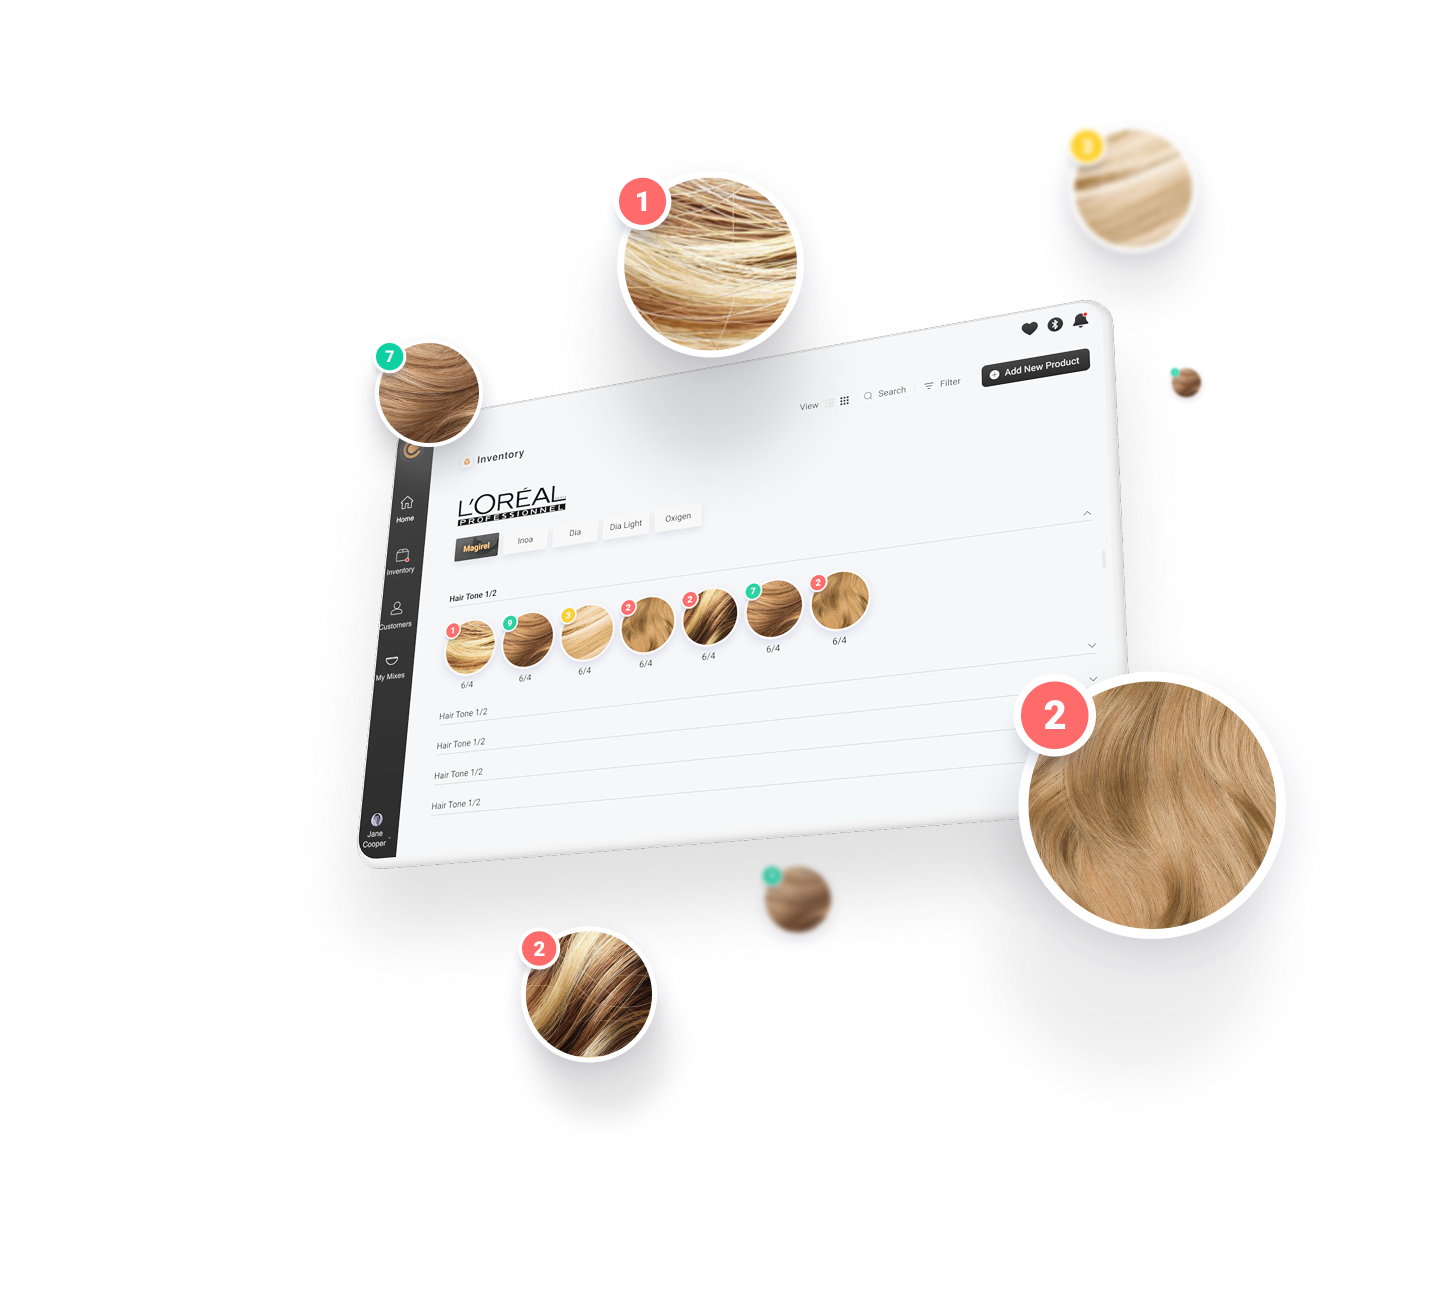 3
1
7
View
Search
Filter
Add New Product
Inventory
L'ORÉAL
PROFESSIONNEL
Magirel
Inoa
Dia
Dia Light
Oxigen
Home
Inventory
Customers
My Mixes
Jane
Cooper
Hair Tone 1/2
1
9
3
2
2
7
2
6/4
6/4
6/4
6/4
6/4
6/4
6/4
Hair Tone 1/2
Hair Tone 1/2
Hair Tone 1/2
Hair Tone 1/2
2
2